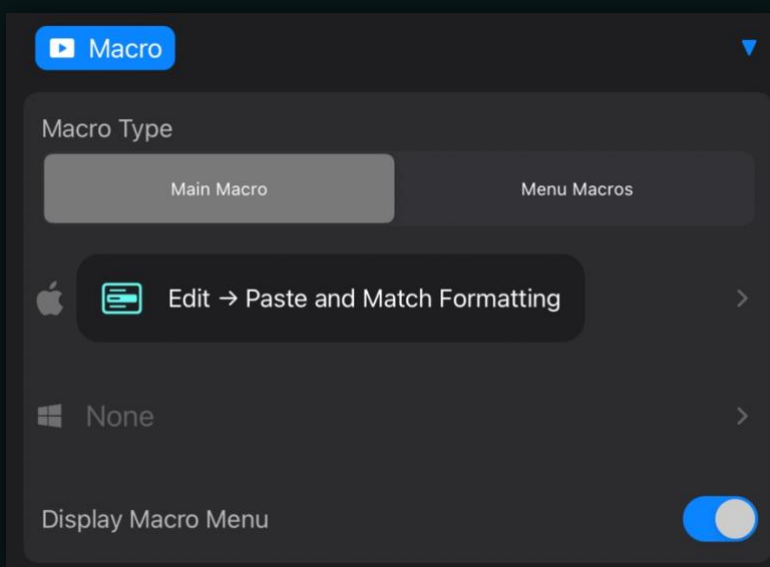 Macro
Macro Type
Main Macro Menu Macros
Edit → Paste and Match Formatting
None
Display Macro Menu